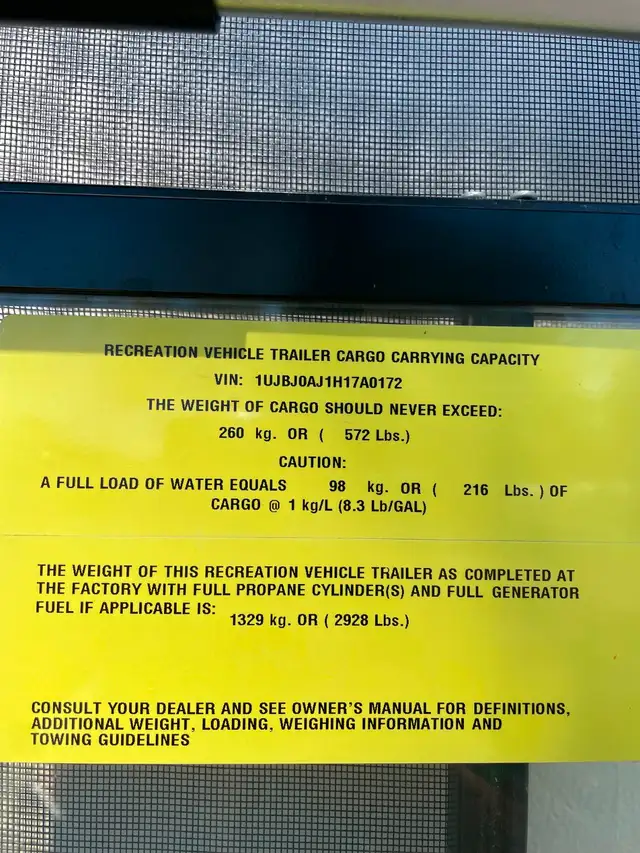 RECREATION VEHICLE TRAILER CARGO CARRYING CAPACITY
VIN: 1UJBJ0AJ1H17A0172
THE WEIGHT OF CARGO SHOULD NEVER EXCEED:
260 kg. OR ( 572 Lbs.)
CAUTION:
A FULL LOAD OF WATER EQUALS 98 kg. OR ( 216 Lbs. ) OF
CARGO @ 1 kg/L (8.3 Lb/GAL)
THE WEIGHT OF THIS RECREATION VEHICLE TRAILER AS COMPLETED AT
THE FACTORY WITH FULL PROPANE CYLINDER(S) AND FULL GENERATOR
FUEL IF APPLICABLE IS:
1329 kg. OR ( 2928 Lbs.)
CONSULT YOUR DEALER AND SEE OWNER'S MANUAL FOR DEFINITIONS,
ADDITIONAL WEIGHT, LOADING, WEIGHING INFORMATION AND
TOWING GUIDELINES